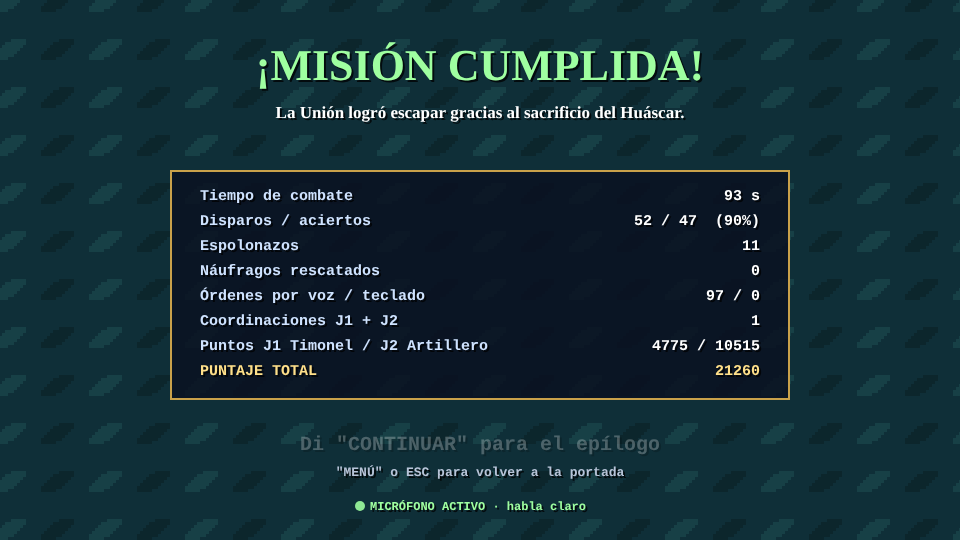 ¡MISIÓN CUMPLIDA!
La Unión logró escapar gracias al sacrificio del Huáscar.
Tiempo de combate 93 s
Disparos / aciertos 52 / 47 (90%)
Espolonazos 11
Náufragos rescatados 0
Órdenes por voz / teclado 97 / 0
Coordinaciones J1 + J2 1
Puntos J1 Timonel / J2 Artillero 4775 / 10515
PUNTAJE TOTAL 21260
Di "CONTINUAR" para el epílogo
"MENÚ" o ESC para volver a la portada
MICRÓFONO ACTIVO · habla claro